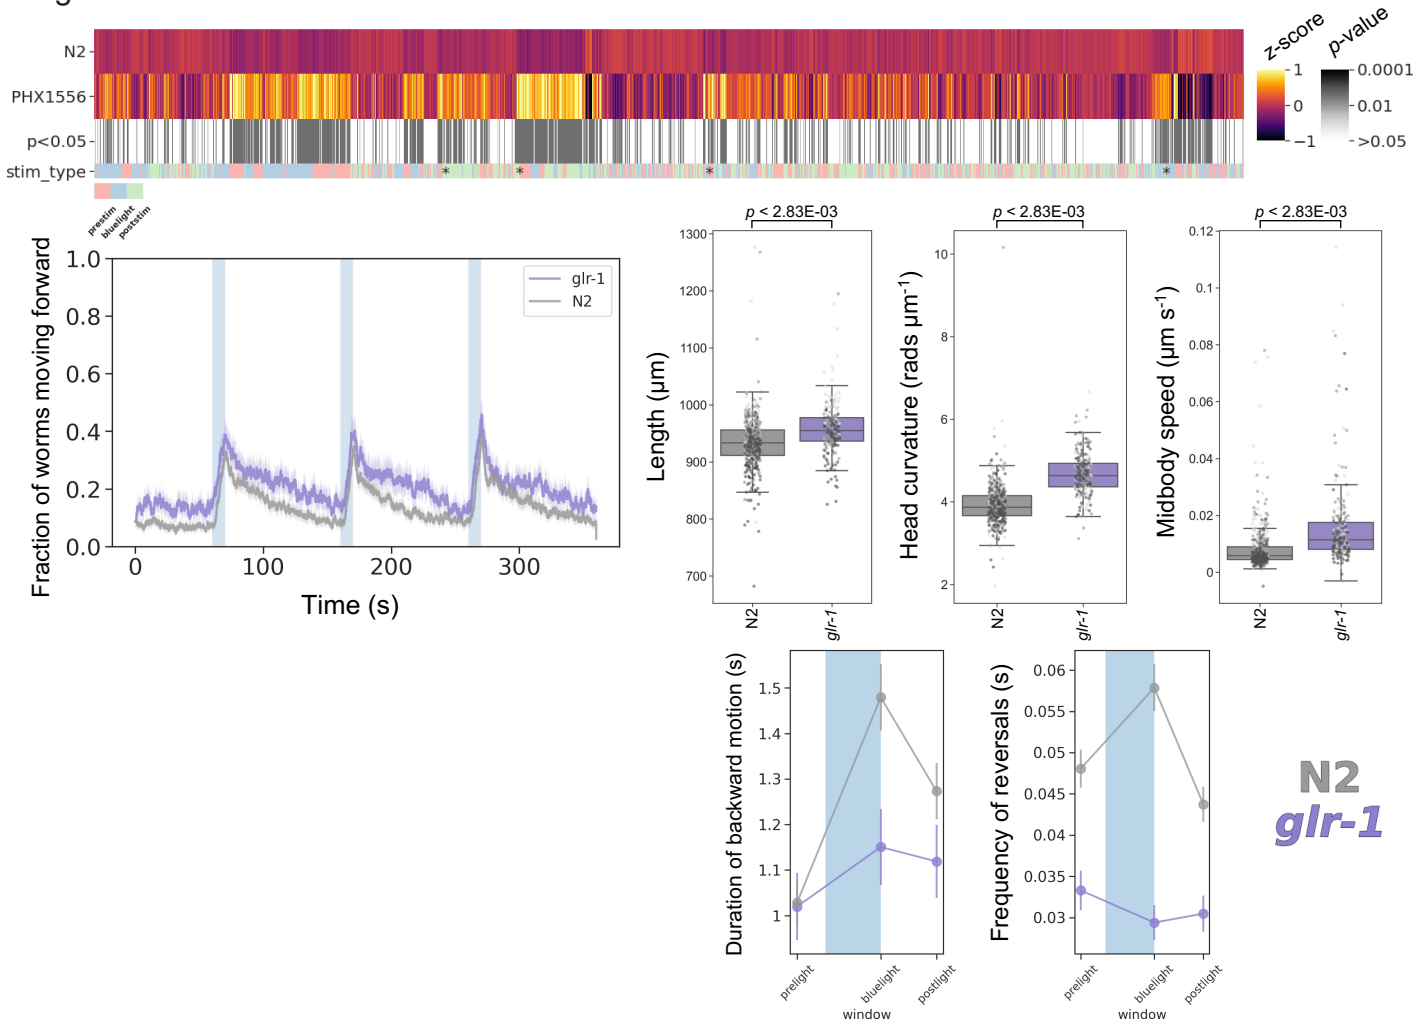 N2
PHX1556
p<0.05
stim_type
* * * *
prestim
bluelight
poststim
z-score
1
0
−1
p-value
0.0001
0.01
>0.05
Fraction of worms moving forward
1.0
0.8
0.6
0.4
0.2
0.0
0 100 200 300
Time (s)
glr-1
N2
p < 2.83E-03
Length (µm)
1300
1200
1100
1000
900
800
700
N2
glr-1
p < 2.83E-03
Head curvature (rads µm-1)
10
8
6
4
2
N2
glr-1
p < 2.83E-03
Midbody speed (µm s-1)
0.12
0.1
0.08
0.06
0.04
0.02
0
N2
glr-1
Duration of backward motion (s)
1.5
1.4
1.3
1.2
1.1
1
prelight
bluelight
postlight
window
Frequency of reversals (s)
0.06
0.055
0.05
0.045
0.04
0.035
0.03
prelight
bluelight
postlight
window
N2
glr-1